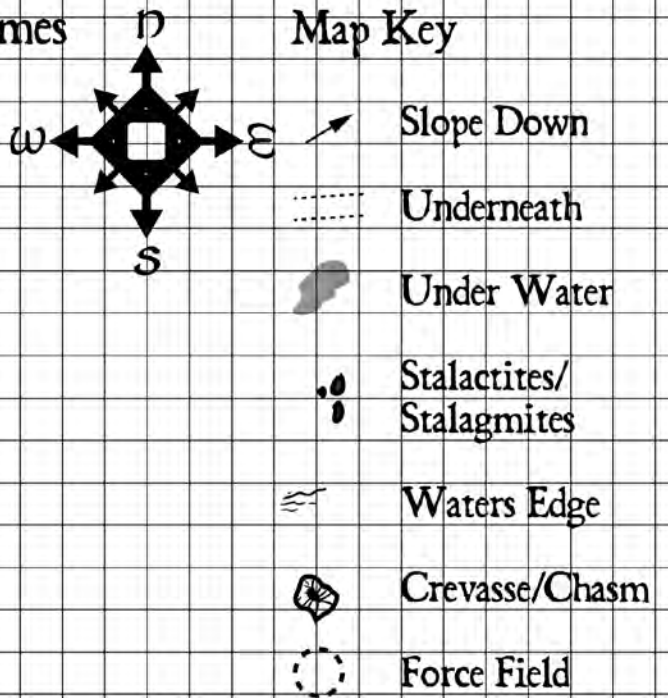 mes
Map Key
N
W
E
S
Slope Down
Underneath
Under Water
Stalactites/
Stalagmites
Waters Edge
Crevasse/Chasm
Force Field